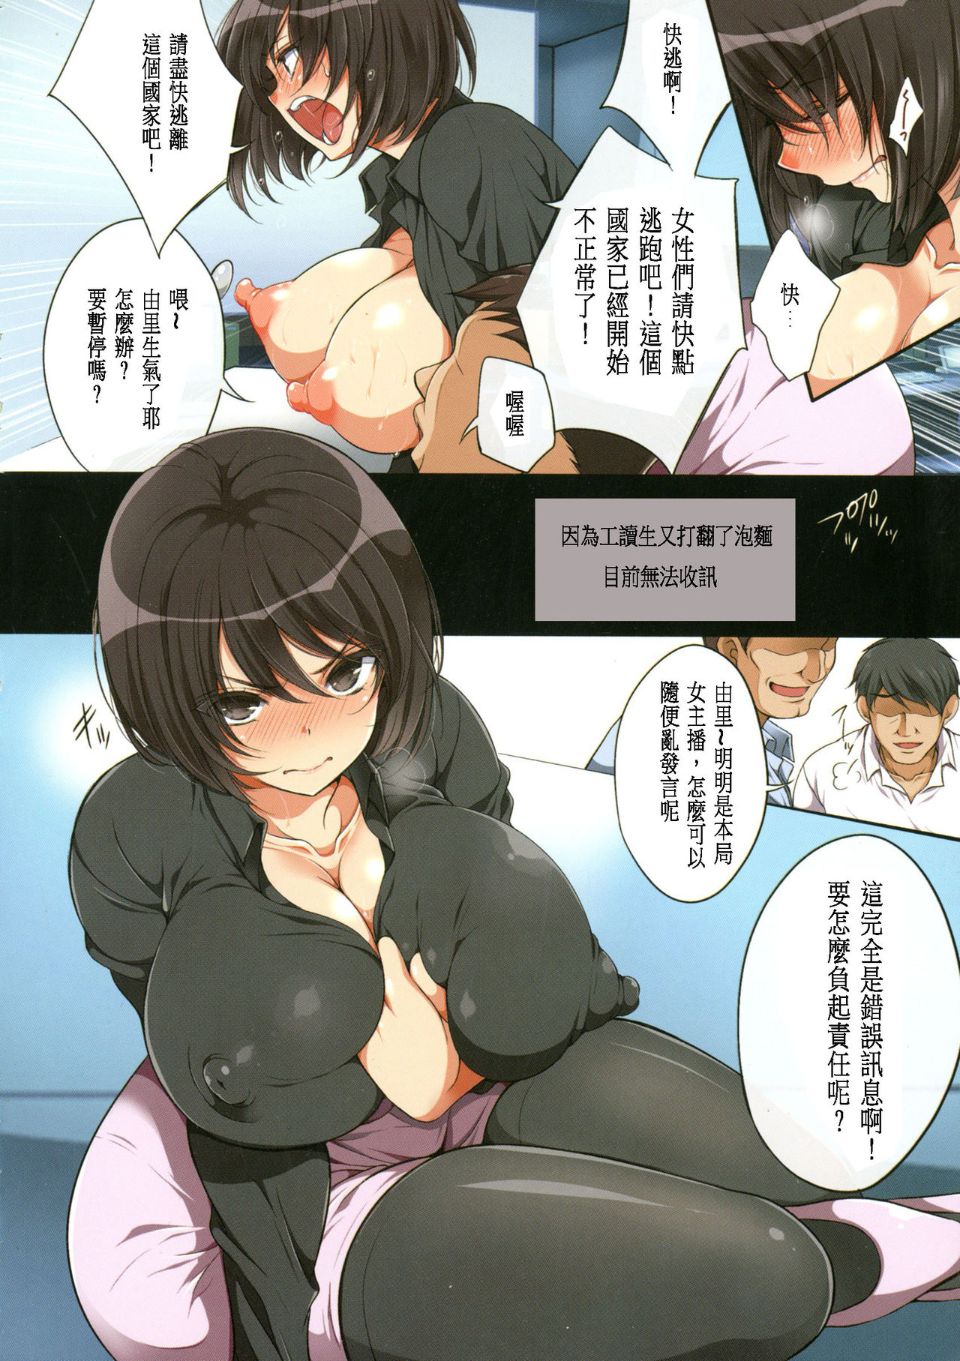 快…
快逃啊！
女性們請快點
逃跑吧！這個
國家已經開始
不正常了！
喔喔
請盡快逃離
這個國家吧！
喂~
由里生氣了耶
怎麼辦？
要暫停嗎？
因為工讀生又打翻了泡麵
目前無法收訊
由里~明明是本局
女主播，怎麼可以
隨便亂發言呢
這完全是錯誤訊息啊！
要怎麼負起責任呢？